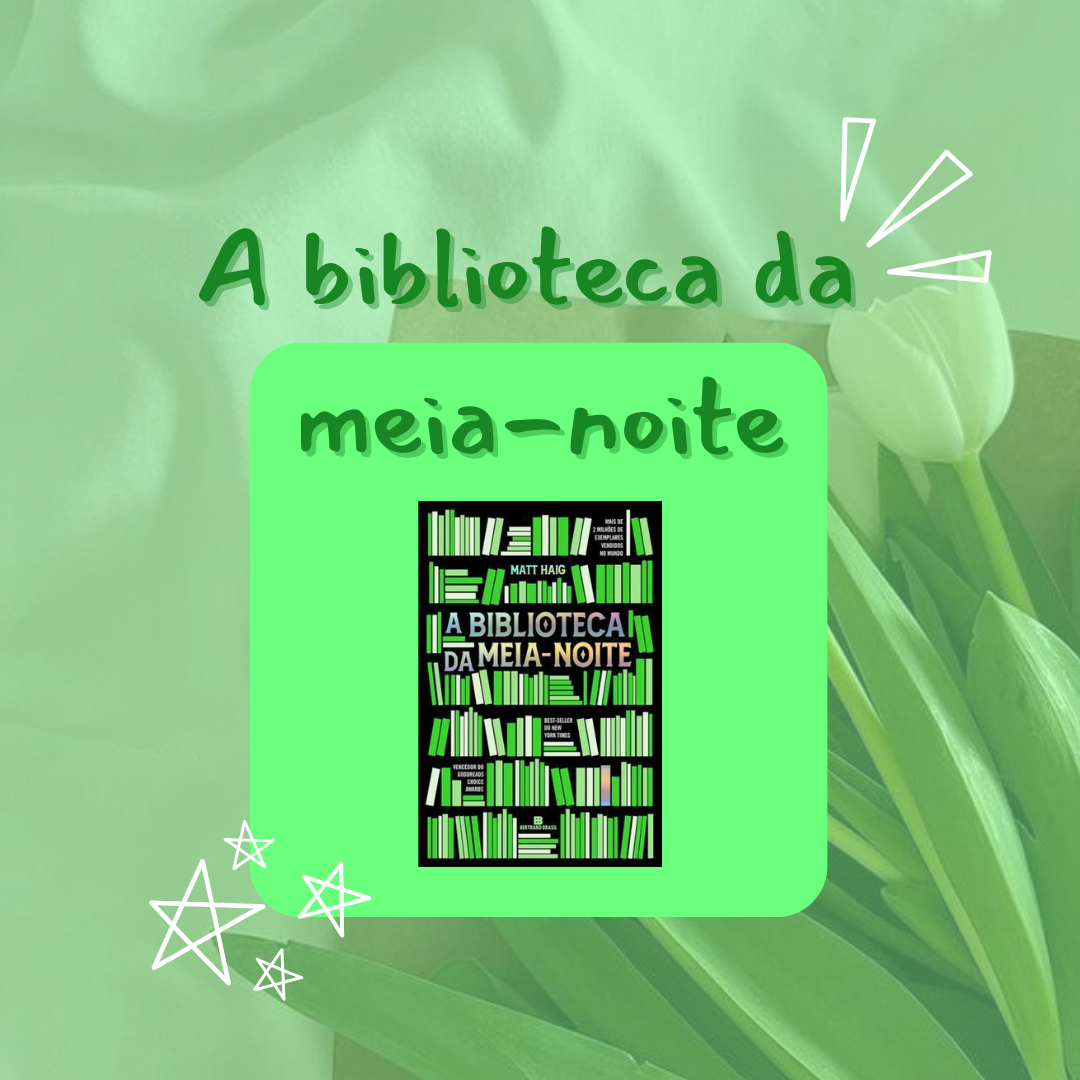 A biblioteca da
meia-noite
MAIS DE
2 MILHÕES DE
EXEMPLARES
VENDIDOS
NO MUNDO
MATT HAIG
A BIBLIOTECA
DA MEIA-NOITE
BEST-SELLER
DO NEW
YORK TIMES
VENCEDOR DO
GOODREADS
CHOICE
AWARDS
BB
BERTRAND BRASIL